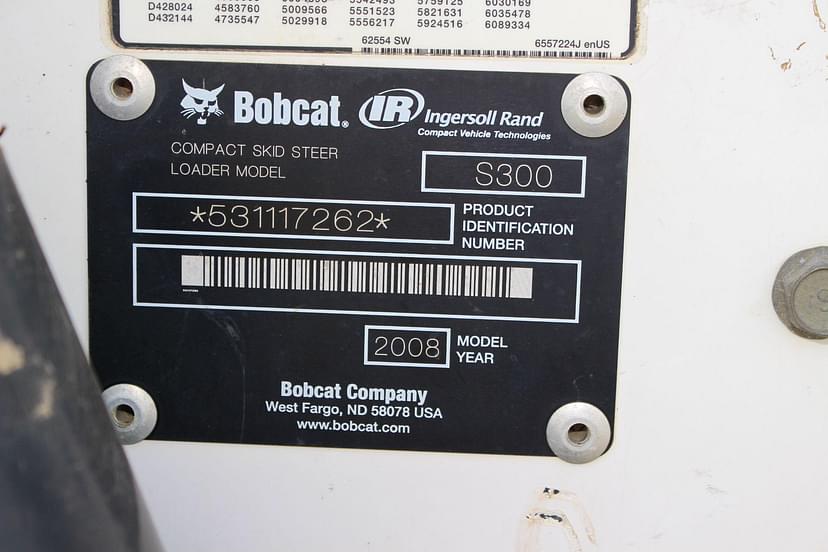 D428024 4583760 5009566 5551523 5821631 6035478
D432144 4735547 5029918 5556217 5924516 6089334
62554 SW 6557224J enUS
Bobcat. IR Ingersoll Rand
Compact Vehicle Technologies
COMPACT SKID STEER
LOADER MODEL
S300
*531117262*
PRODUCT
IDENTIFICATION
NUMBER
2008
MODEL
YEAR
Bobcat Company
West Fargo, ND 58078 USA
www.bobcat.com